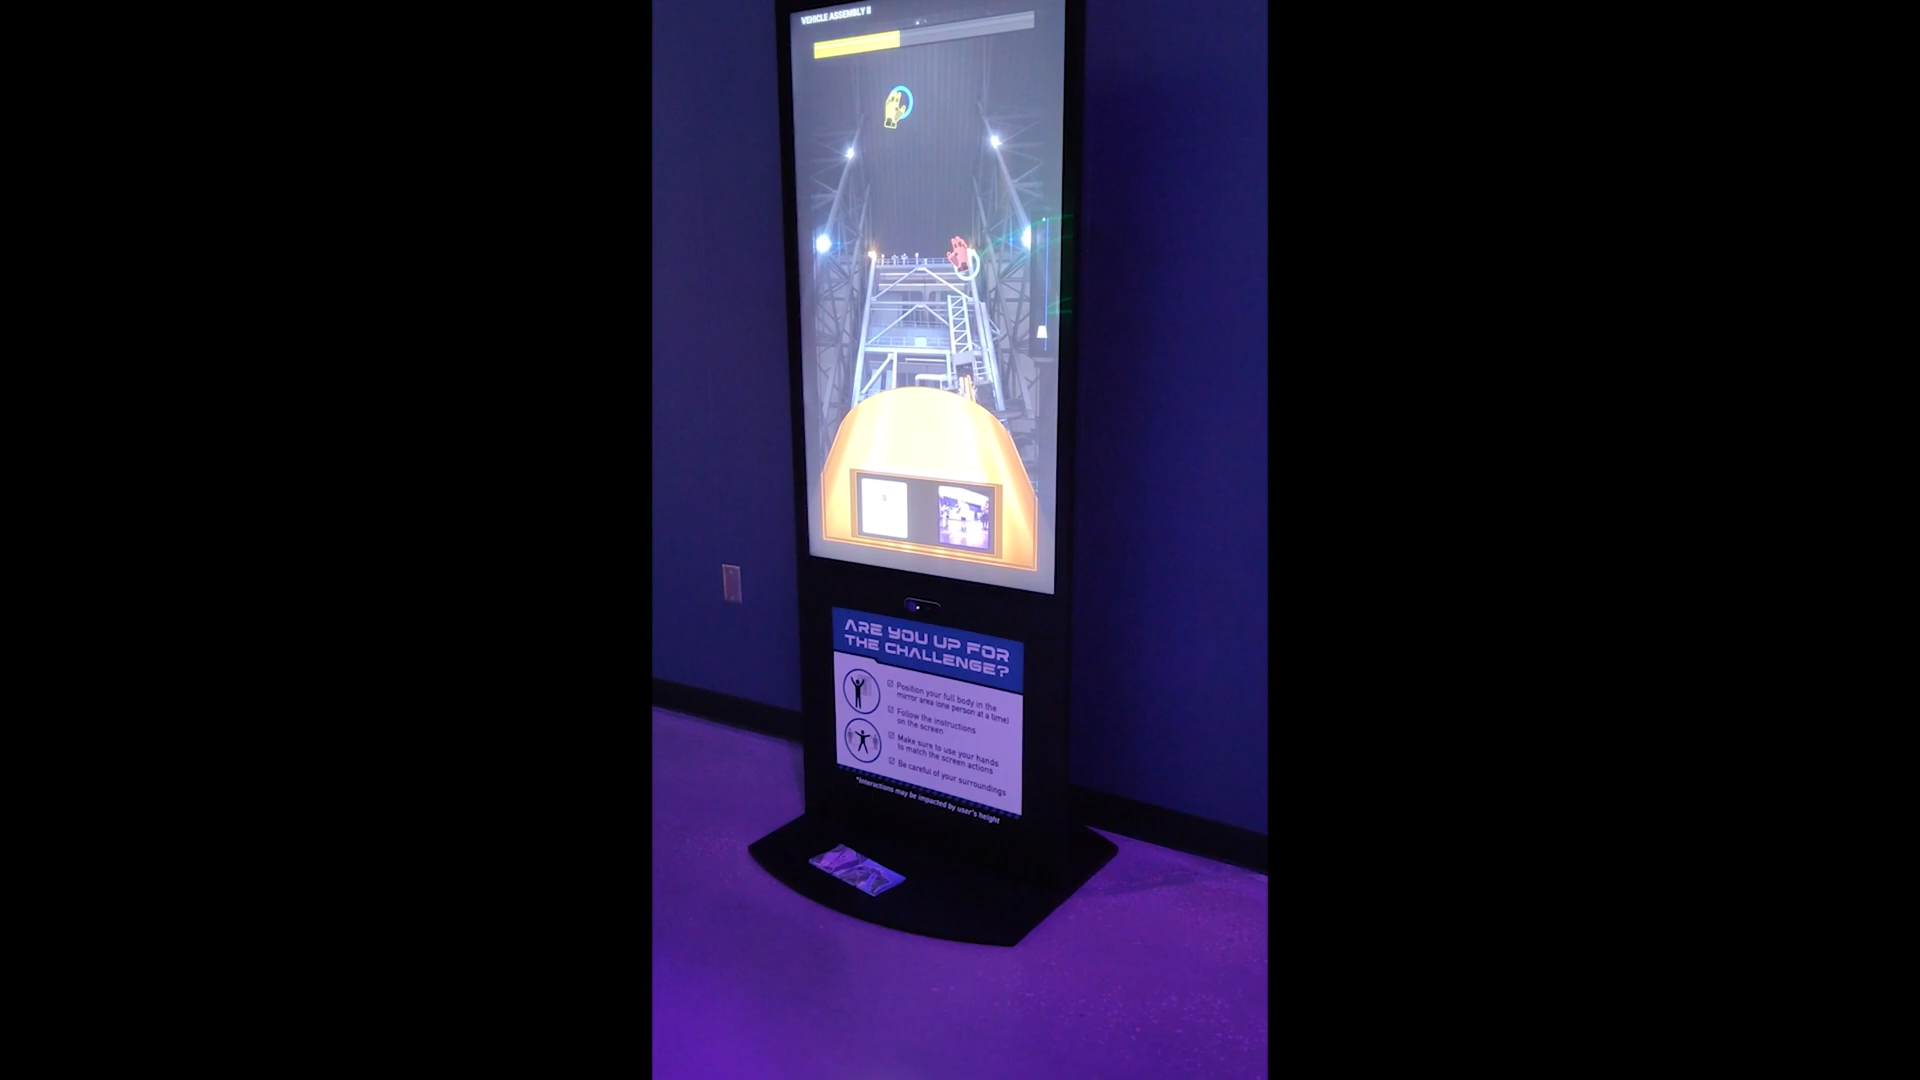 VEHICLE ASSEMBLY II
ARE YOU UP FOR
THE CHALLENGE?
Position your full body in the
mirror area (one person at a time)
Follow the instructions
on the screen
Make sure to use your hands
to match the screen actions
Be careful of your surroundings
*Interactions may be impacted by user's height